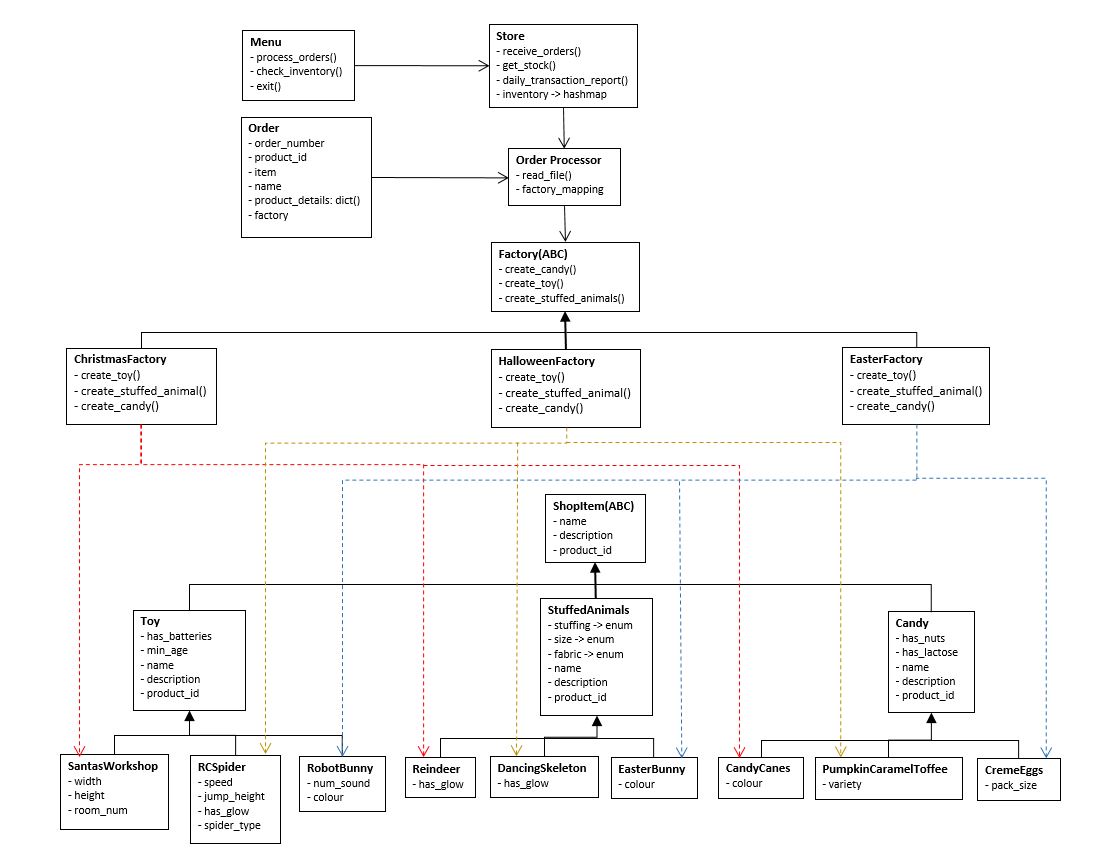 Menu
- process_orders()
- check_inventory()
- exit()
Store
- receive_orders()
- get_stock()
- daily_transaction_report()
- inventory -> hashmap
Order
- order_number
- product_id
- item
- name
- product_details: dict()
- factory
Order Processor
- read_file()
- factory_mapping
Factory(ABC)
- create_candy()
- create_toy()
- create_stuffed_animals()
ChristmasFactory
- create_toy()
- create_stuffed_animal()
- create_candy()
HalloweenFactory
- create_toy()
- create_stuffed_animal()
- create_candy()
EasterFactory
- create_toy()
- create_stuffed_animal()
- create_candy()
ShopItem(ABC)
- name
- description
- product_id
Toy
- has_batteries
- min_age
- name
- description
- product_id
StuffedAnimals
- stuffing -> enum
- size -> enum
- fabric -> enum
- name
- description
- product_id
Candy
- has_nuts
- has_lactose
- name
- description
- product_id
SantasWorkshop
- width
- height
- room_num
RCSpider
- speed
- jump_height
- has_glow
- spider_type
RobotBunny
- num_sound
- colour
Reindeer
- has_glow
DancingSkeleton
- has_glow
EasterBunny
- colour
CandyCanes
- colour
PumpkinCaramelToffee
- variety
CremeEggs
- pack_size